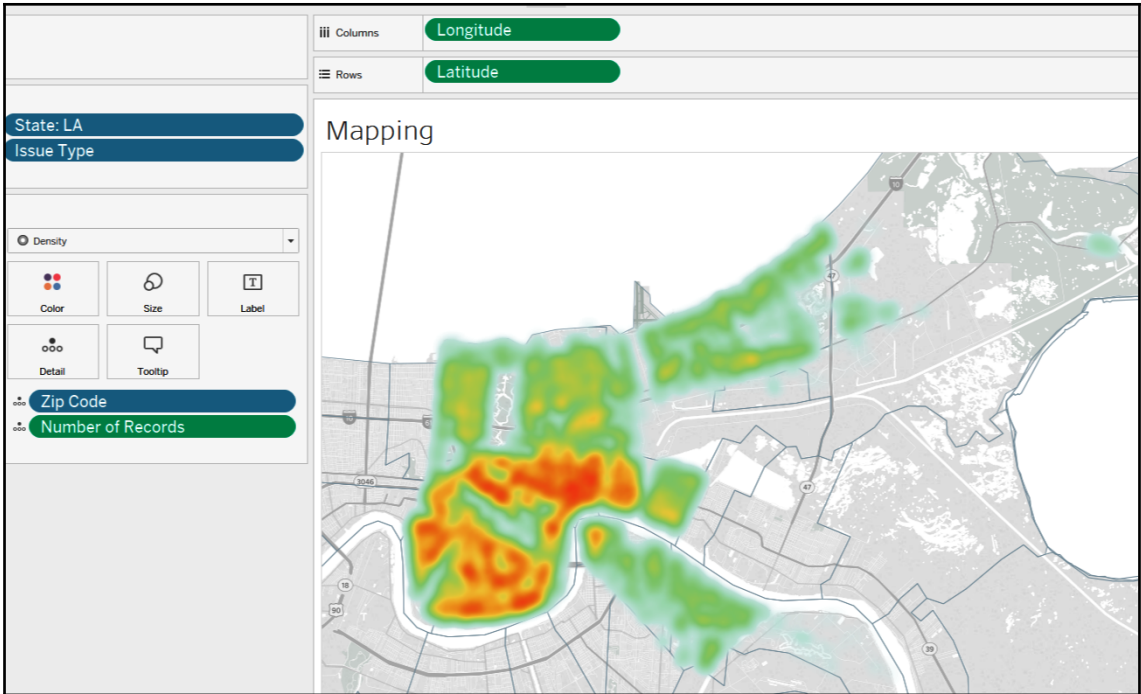 Columns
Longitude
Rows
Latitude
State: LA
Issue Type
Mapping
Density
Color
Size
T
Label
Detail
Tooltip
Zip Code
Number of Records
10
47
3046
47
18
90
39